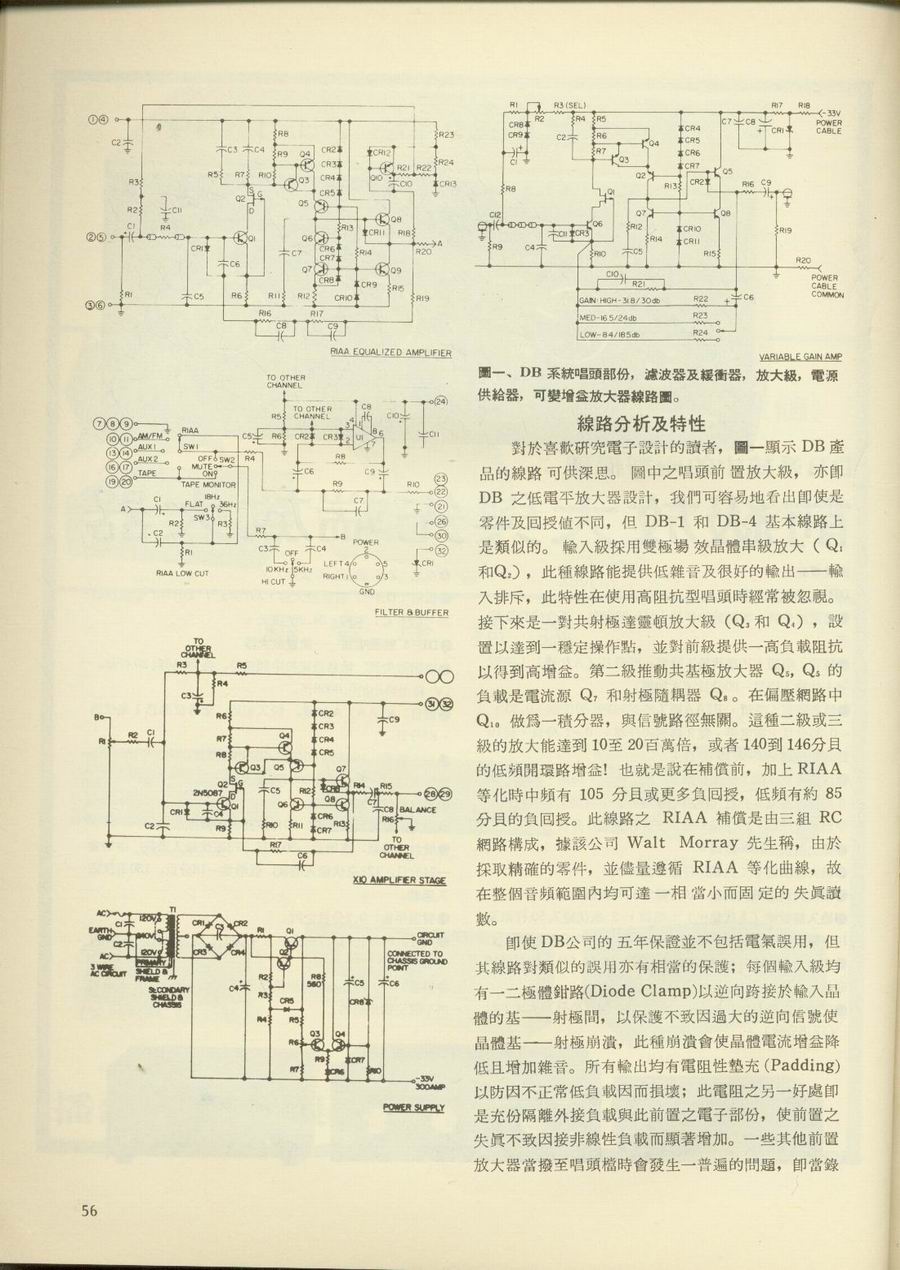 RIAA EQUALIZED AMPLIFIER
TO OTHER
CHANNEL
TO OTHER
CHANNEL
AM/FM
AUX 1
AUX 2
TAPE
RIAA
SW1
OFF
SW2
MUTE
ON
TAPE MONITOR
18Hz
FLAT
36Hz
SW3
RIAA LOW CUT
OFF
10KHz
5KHz
HI CUT
POWER
LEFT 4
RIGHT 1
GND
FILTER & BUFFER
TO
OTHER
CHANNEL
2N5087
BALANCE
TO
OTHER
CHANNEL
X10 AMPLIFIER STAGE
AC
EARTH
GND
AC
3 WIRE
AC CIRCUIT
120V
240V
120V
PRIMARY
SHIELD &
FRAME
SECONDARY
SHIELD &
CHASSIS
CIRCUIT
GND
CONNECTED TO
CHASSIS GROUND
POINT
-33V
300AMP
POWER SUPPLY
R3 (SEL)
-33V
POWER
CABLE
POWER
CABLE
COMMON
GAIN: HIGH-31.8/30db
MED-16.5/24db
LOW-8.4/18.5db
VARIABLE GAIN AMP
圖一、DB 系統唱頭部份，濾波器及緩衝器，放大級，電源
供給器，可變增益放大器線路圖。
線路分析及特性
對於喜歡研究電子設計的讀者，圖一顯示 DB 產
品的線路可供深思。圖中之唱頭前置放大級，亦卽
DB 之低電平放大器設計，我們可容易地看出卽使是
零件及回授値不同，但 DB-1 和 DB-4 基本線路上
是類似的。輸入級採用雙極場效晶體串級放大（Q₁
和Q₂），此種線路能提供低雜音及很好的輸出——輸
入排斥，此特性在使用高阻抗型唱頭時經常被忽視。
接下來是一對共射極達靈頓放大級（Q₃ 和 Q₄），設
置以達到一穩定操作點，並對前級提供一高負載阻抗
以得到高增益。第二級推動共基極放大器 Q₅，Q₅ 的
負載是電流源 Q₇ 和射極隨耦器 Q₈。在偏壓網路中
Q₁₀ 做爲一積分器，與信號路徑無關。這種二級或三
級的放大能達到 10至 20百萬倍，或者 140到 146分貝
的低頻開環路增益！也就是說在補償前，加上 RIAA
等化時中頻有 105 分貝或更多負回授，低頻有約 85
分貝的負回授。此線路之 RIAA 補償是由三組 RC
網路構成，據該公司 Walt Morray 先生稱，由於
採取精確的零件，並儘量遵循 RIAA 等化曲線，故
在整個音頻範圍內均可達一相當小而固定的失眞讀
數。
卽使 DB公司的五年保證並不包括電氣誤用，但
其線路對類似的誤用亦有相當的保護；每個輸入級均
有一二極體鉗路(Diode Clamp)以逆向跨接於輸入晶
體的基——射極間，以保護不致因過大的逆向信號使
晶體基——射極崩潰，此種崩潰會使晶體電流增益降
低且增加雜音。所有輸出均有電阻性墊充 (Padding)
以防因不正常低負載因而損壞；此電阻之另一好處卽
是充份隔離外接負載與此前置之電子部份，使前置之
失眞不致因接非線性負載而顯著增加。一些其他前置
放大器當撥至唱頭檔時會發生一普遍的問題，卽當錄
56